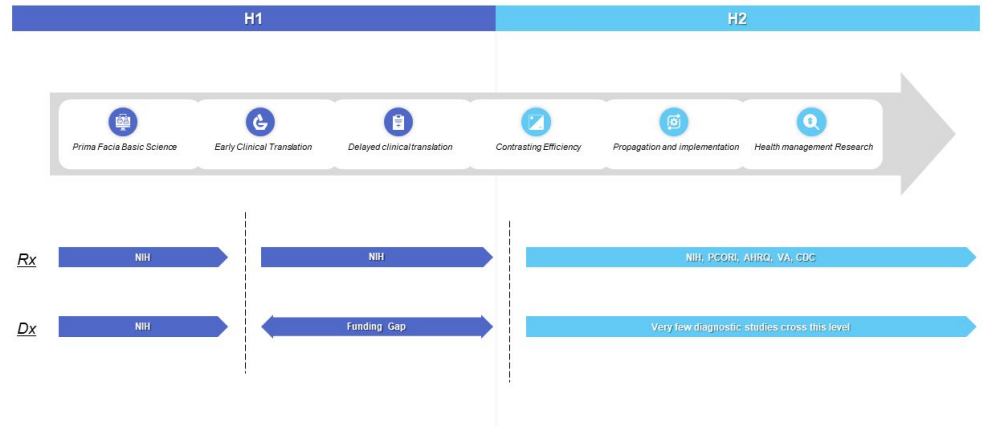 H1
H2
Prima Facia Basic Science
Early Clinical Translation
Delayed clinical translation
Contrasting Efficiency
Propagation and implementation
Health management Research
Rx
NIH
NIH
NIH, PCORI, AHRQ, VA, CDC
Dx
NIH
Funding Gap
Very few diagnostic studies cross this level